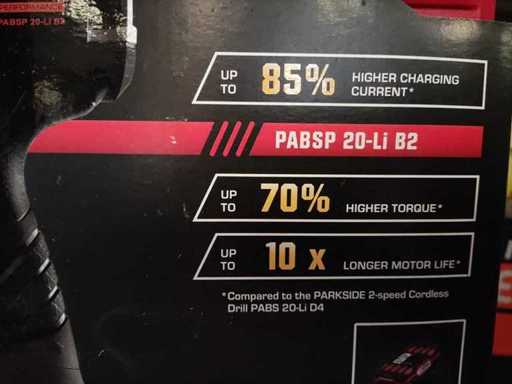 PERFORMANCE
PABSP 20-Li B2
UP TO 85% HIGHER CHARGING CURRENT*
PABSP 20-Li B2
UP TO 70% HIGHER TORQUE*
UP TO 10 x LONGER MOTOR LIFE*
*Compared to the PARKSIDE 2-speed Cordless
Drill PABS 20-Li D4